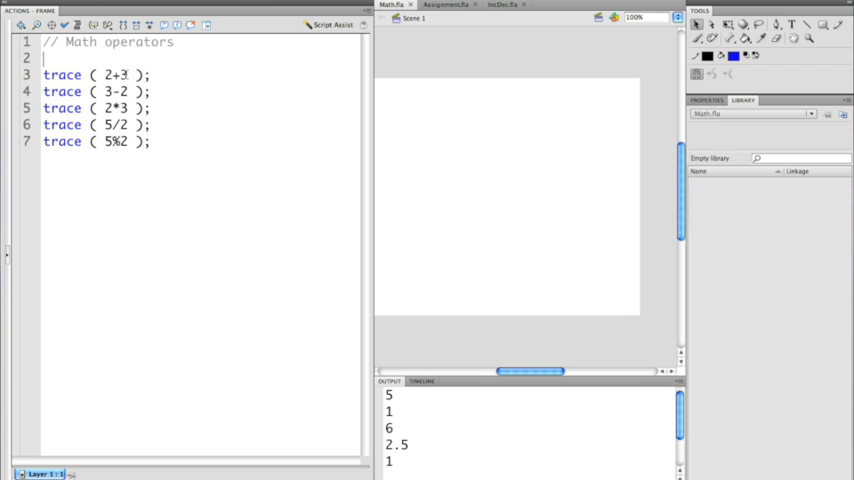 ACTIONS - FRAME
Script Assist
1 // Math operators
2
3 trace ( 2+3 );
4 trace ( 3-2 );
5 trace ( 2*3 );
6 trace ( 5/2 );
7 trace ( 5%2 );
Layer 1 : 1
Math.fla Assignment.fla incDec.fla
Scene 1
100%
OUTPUT TIMELINE
5
1
6
2.5
1
TOOLS
PROPERTIES LIBRARY
Math.fla
Empty library
Name Linkage